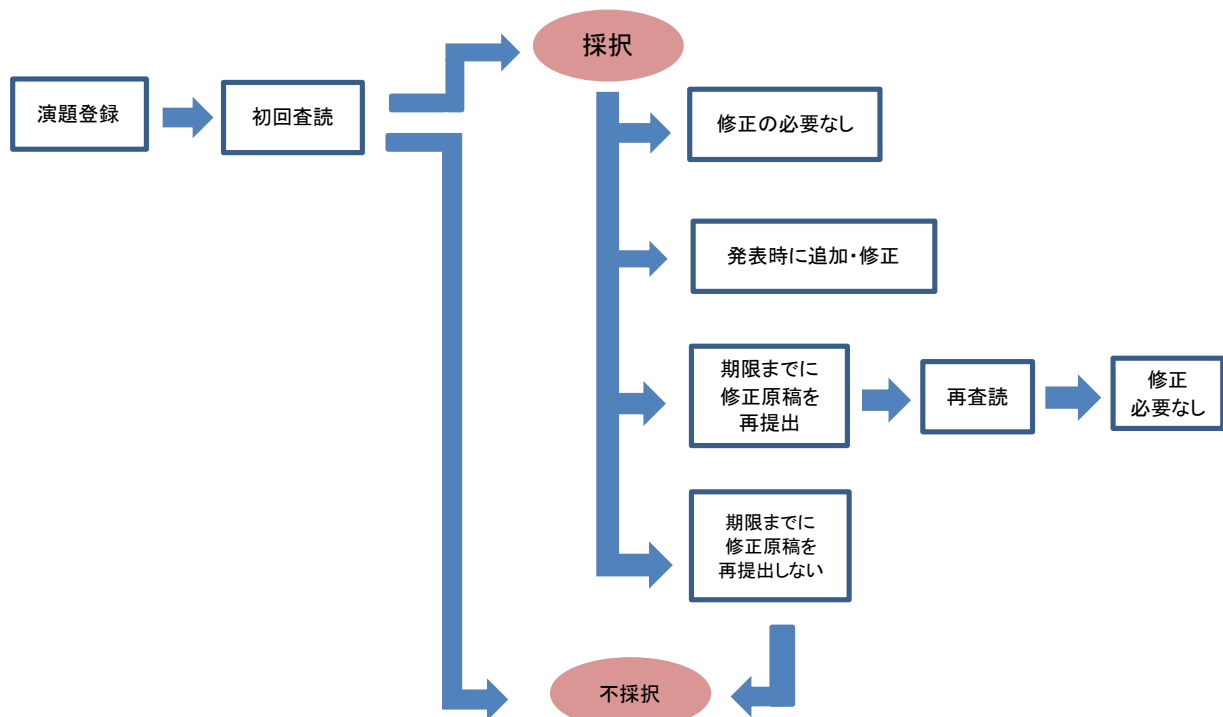 採択
演題登録
初回査読
修正の必要なし
発表時に追加・修正
期限までに
修正原稿を
再提出
再査読
修正
必要なし
期限までに
修正原稿を
再提出しない
不採択